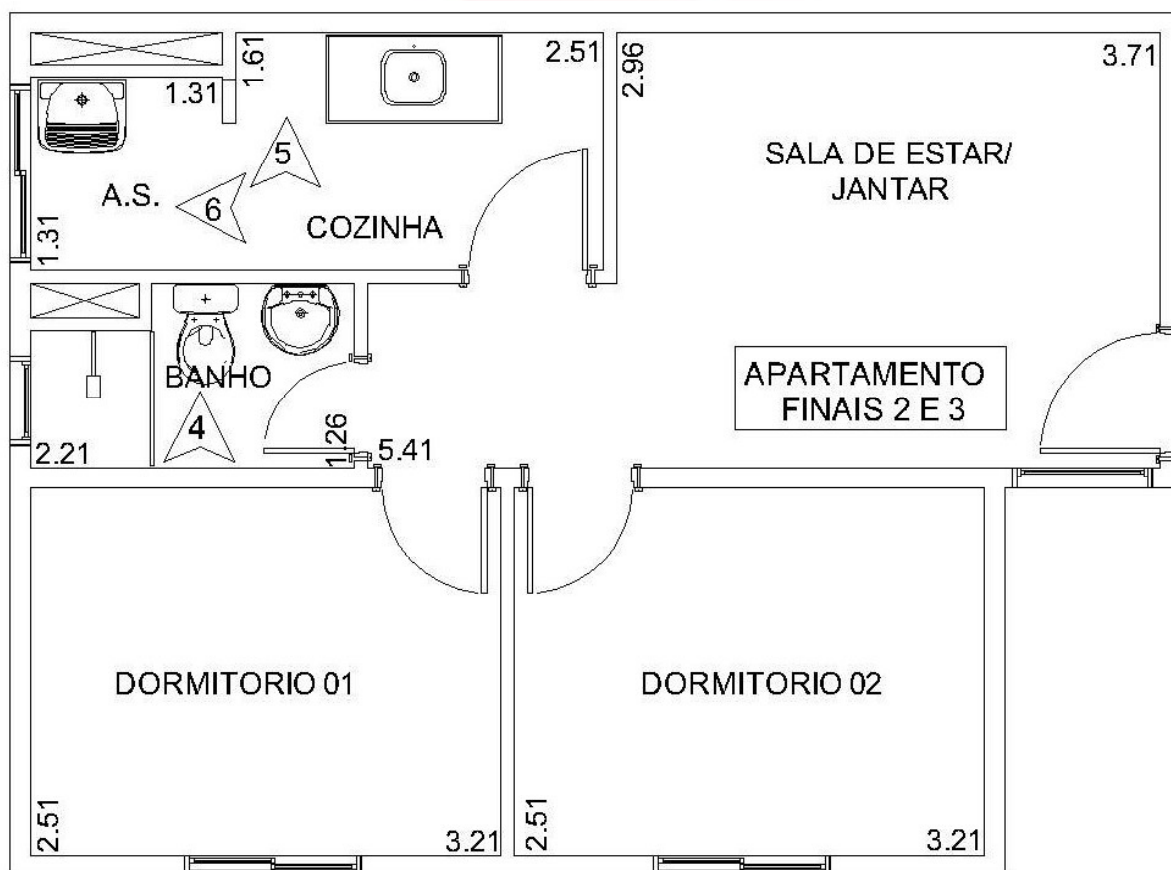 1.61
2.51
2.96
3.71
1.31
5
SALA DE ESTAR/
JANTAR
A.S.
6
COZINHA
1.31
BANHO
APARTAMENTO
FINAIS 2 E 3
4
2.21
1.26
5.41
DORMITORIO 01
DORMITORIO 02
2.51
3.21
2.51
3.21